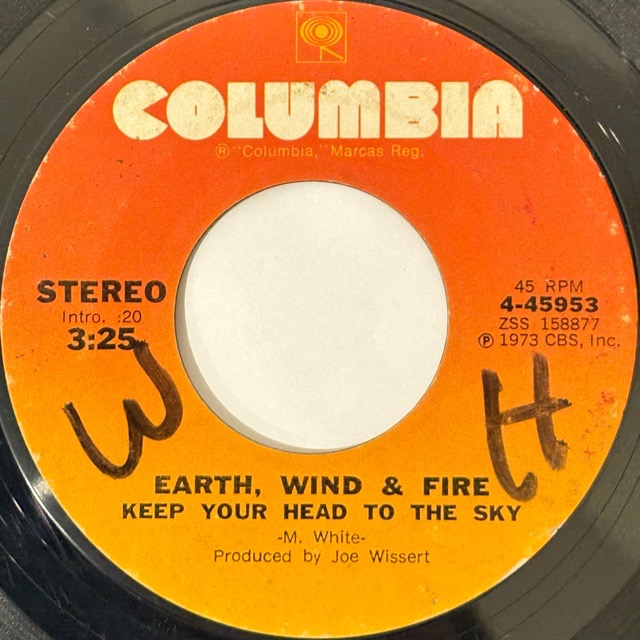 COLUMBIA
® "Columbia," Marcas Reg.
STEREO
Intro. :20
3:25
45 RPM
4-45953
ZSS 158877
℗ 1973 CBS, Inc.
W
H
EARTH, WIND & FIRE
KEEP YOUR HEAD TO THE SKY
-M. White-
Produced by Joe Wissert